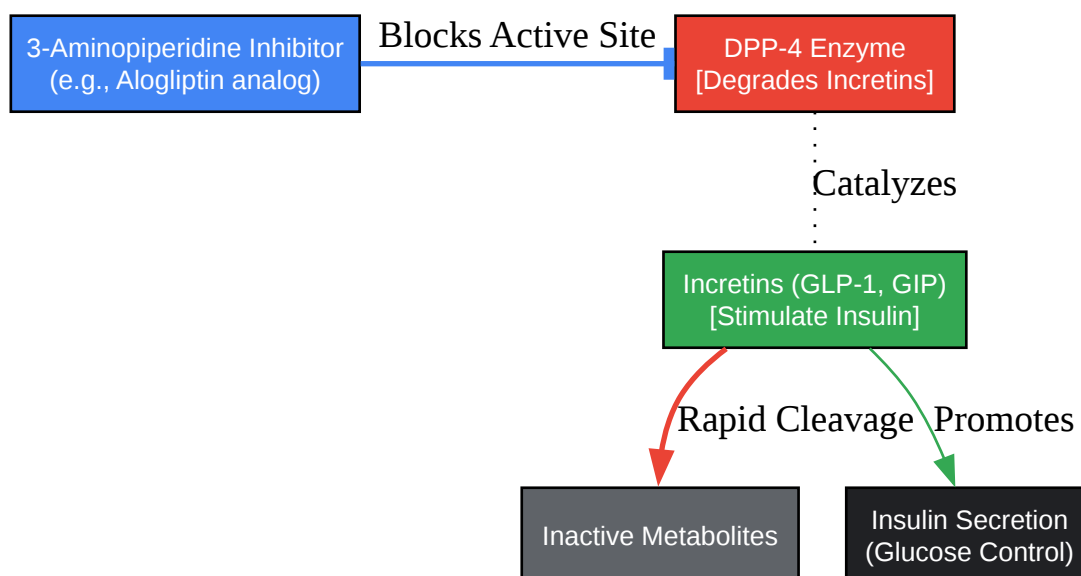 3-Aminopiperidine Inhibitor
(e.g., Alogliptin analog)
Blocks Active Site
DPP-4 Enzyme
[Degrades Incretins]
Catalyzes
Incretins (GLP-1, GIP)
[Stimulate Insulin]
Rapid Cleavage
Promotes
Inactive Metabolites
Insulin Secretion
(Glucose Control)